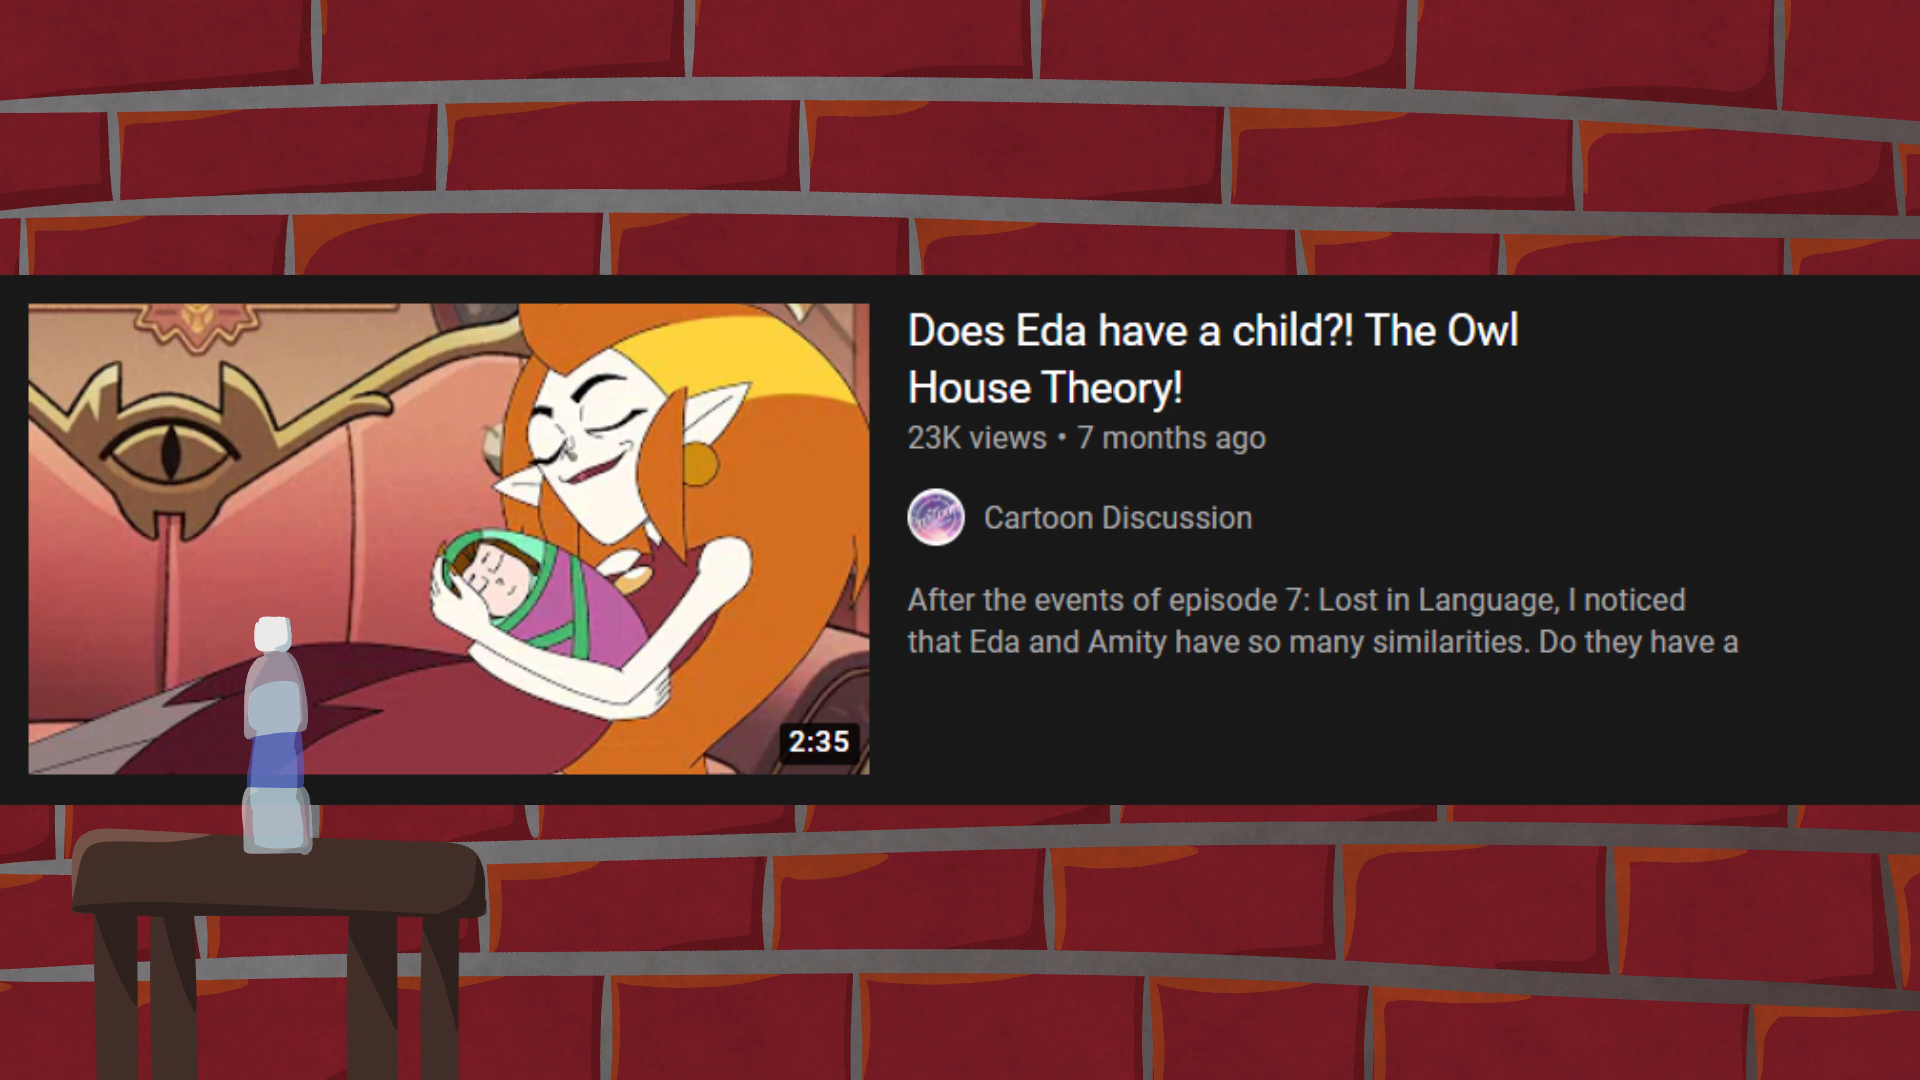 Does Eda have a child?! The Owl
House Theory!
23K views • 7 months ago
Cartoon Discussion
After the events of episode 7: Lost in Language, I noticed
that Eda and Amity have so many similarities. Do they have a
2:35